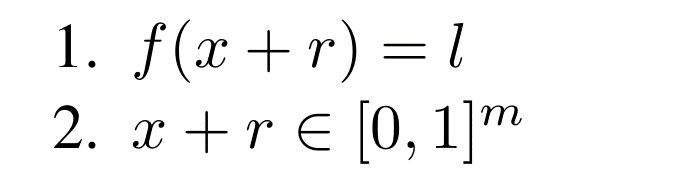 1. f(x + r) = l
2. x + r ∈ [0, 1]^m